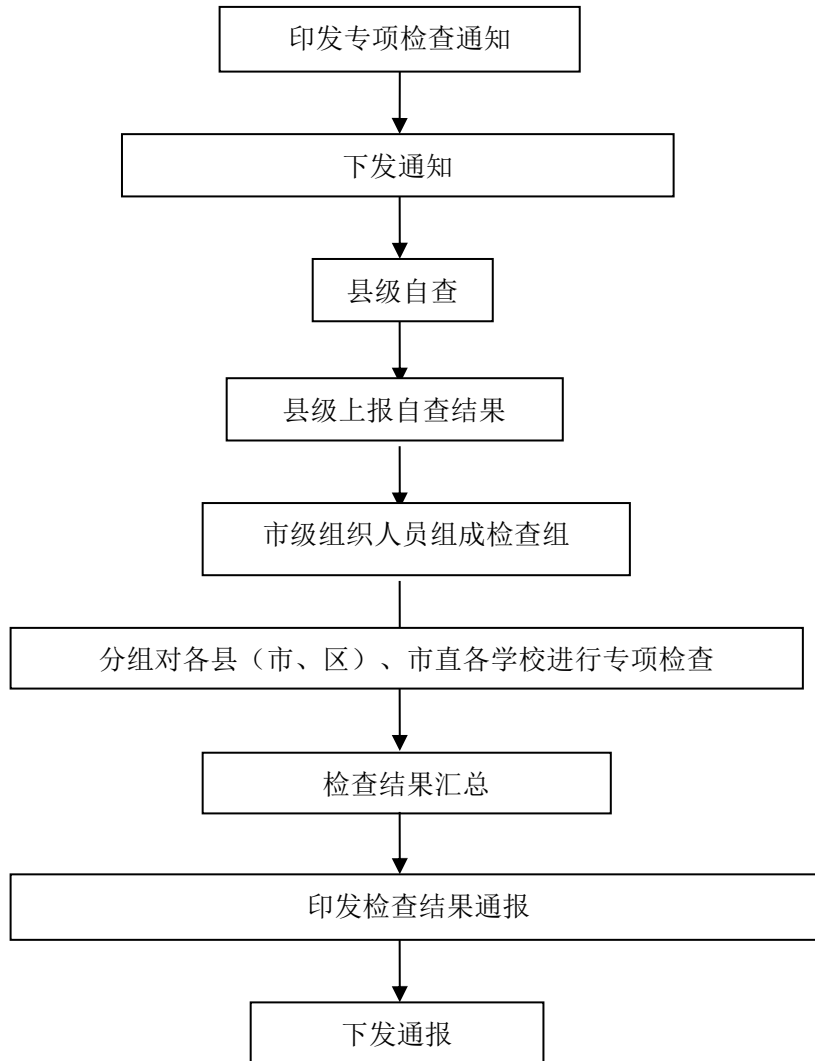 印发专项检查通知
下发通知
县级自查
县级上报自查结果
市级组织人员组成检查组
分组对各县（市、区）、市直各学校进行专项检查
检查结果汇总
印发检查结果通报
下发通报